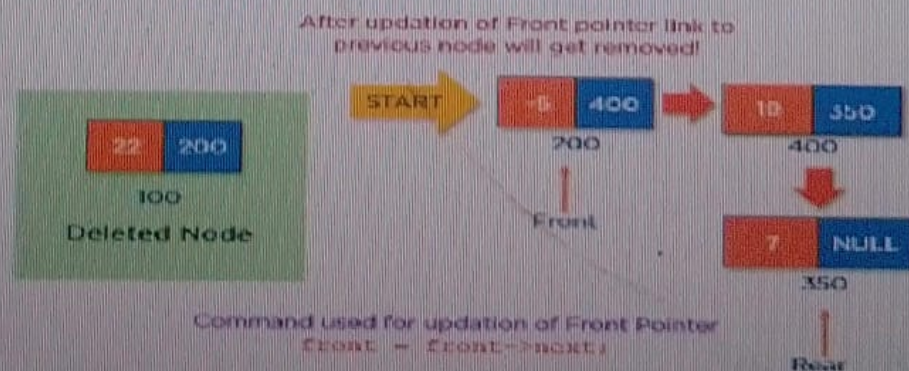 After updation of Front pointer link to
previous node will get removed!
START
-5 400
200
10 350
400
22 200
100
Deleted Node
Front
7 NULL
350
Command used for updation of Front Pointer
front = front->next;
Rear